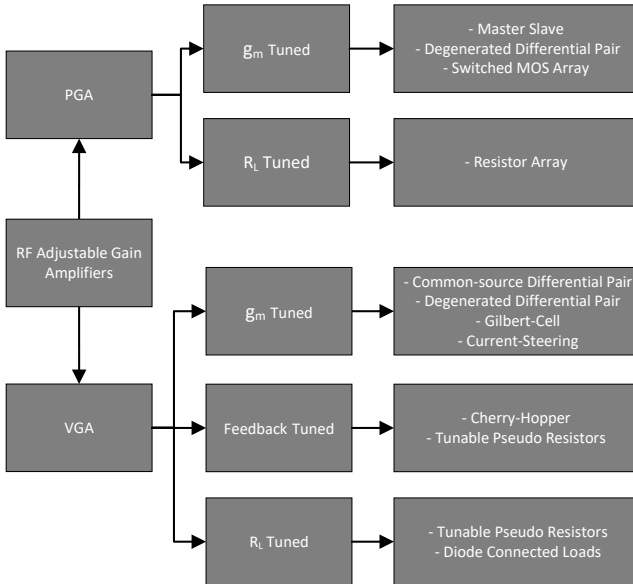 PGA
gm Tuned
- Master Slave
- Degenerated Differential Pair
- Switched MOS Array
RL Tuned
- Resistor Array
RF Adjustable Gain
Amplifiers
VGA
gm Tuned
- Common-source Differential Pair
- Degenerated Differential Pair
- Gilbert-Cell
- Current-Steering
Feedback Tuned
- Cherry-Hopper
- Tunable Pseudo Resistors
RL Tuned
- Tunable Pseudo Resistors
- Diode Connected Loads